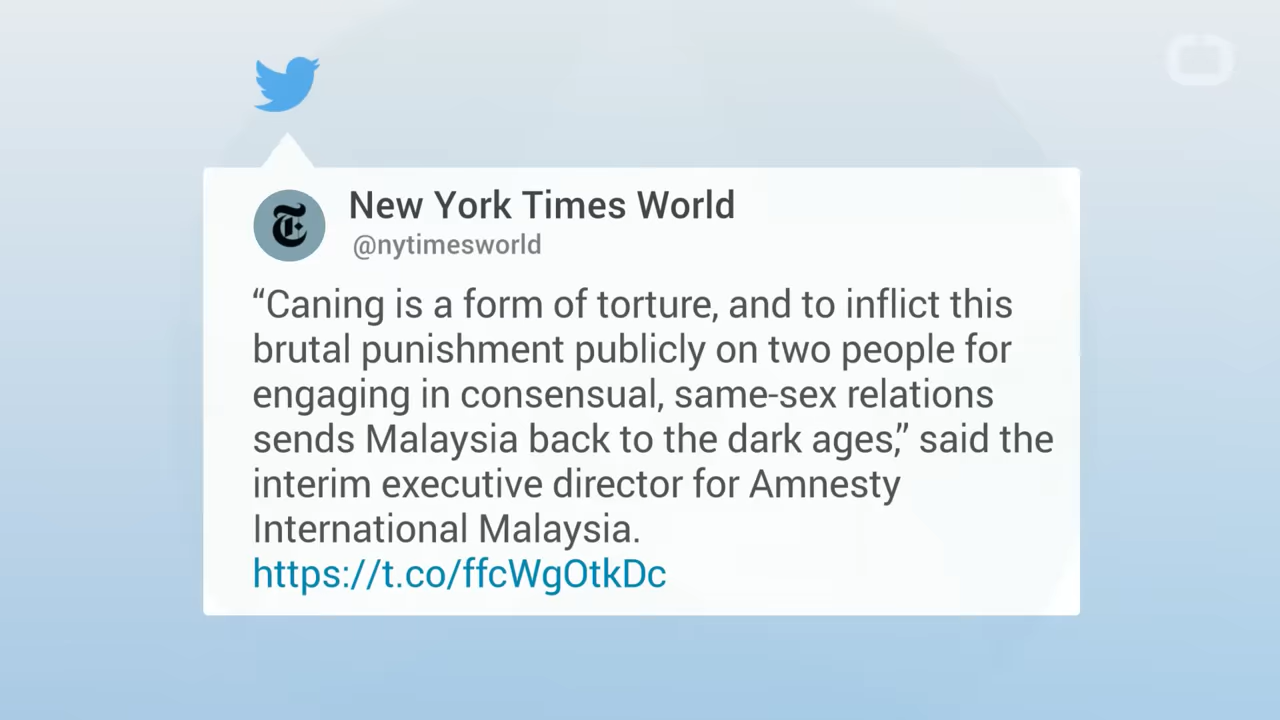 New York Times World
@nytimesworld
“Caning is a form of torture, and to inflict this
brutal punishment publicly on two people for
engaging in consensual, same-sex relations
sends Malaysia back to the dark ages,” said the
interim executive director for Amnesty
International Malaysia.
https://t.co/ffcWgOtkDc